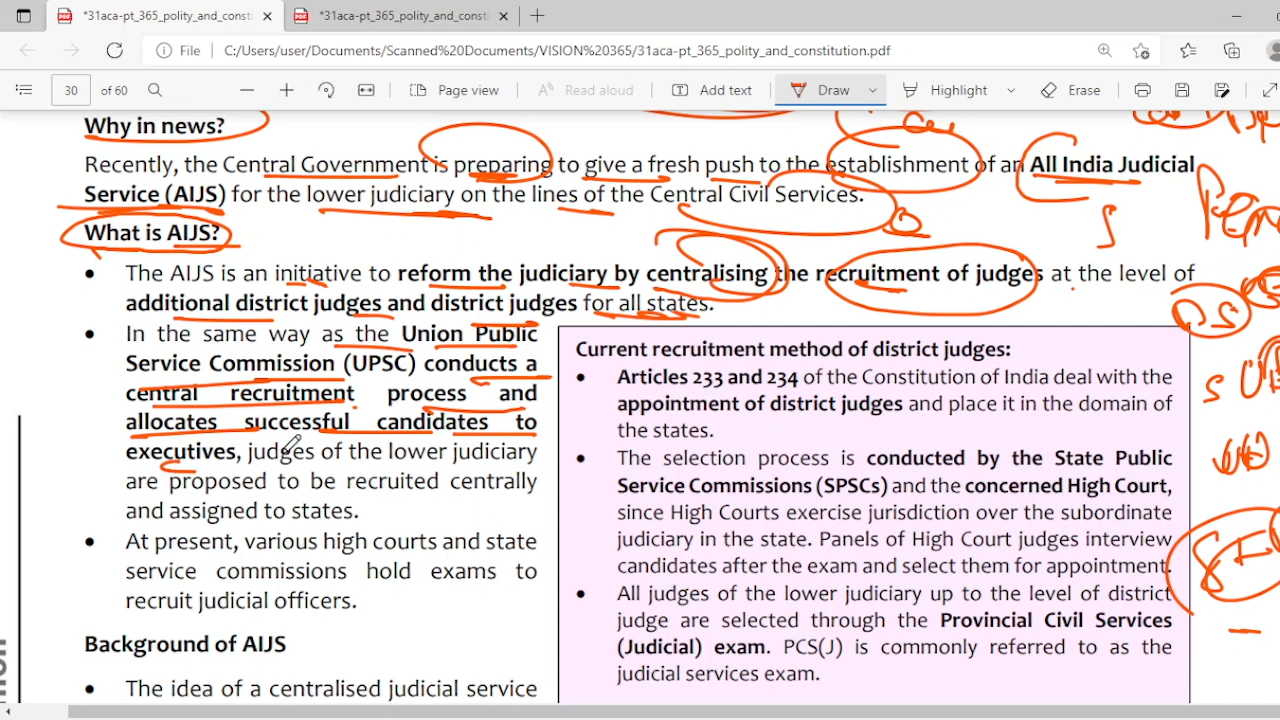 *31aca-pt_365_polity_and_const
*31aca-pt_365_polity_and_const
File
C:/Users/user/Documents/Scanned%20Documents/VISION%20365/31aca-pt_365_polity_and_constitution.pdf
30 of 60
Page view
Read aloud
Add text
Draw
Highlight
Erase
Why in news?
Recently, the Central Government is preparing to give a fresh push to the establishment of an All India Judicial
Service (AIJS) for the lower judiciary on the lines of the Central Civil Services.
What is AIJS?
• The AIJS is an initiative to reform the judiciary by centralising the recruitment of judges at the level of
additional district judges and district judges for all states.
• In the same way as the Union Public
Service Commission (UPSC) conducts a
central recruitment process and
allocates successful candidates to
executives, judges of the lower judiciary
are proposed to be recruited centrally
and assigned to states.
• At present, various high courts and state
service commissions hold exams to
recruit judicial officers.
Background of AIJS
• The idea of a centralised judicial service
Current recruitment method of district judges:
• Articles 233 and 234 of the Constitution of India deal with the
appointment of district judges and place it in the domain of
the states.
• The selection process is conducted by the State Public
Service Commissions (SPSCs) and the concerned High Court,
since High Courts exercise jurisdiction over the subordinate
judiciary in the state. Panels of High Court judges interview
candidates after the exam and select them for appointment.
• All judges of the lower judiciary up to the level of district
judge are selected through the Provincial Civil Services
(Judicial) exam. PCS(J) is commonly referred to as the
judicial services exam.